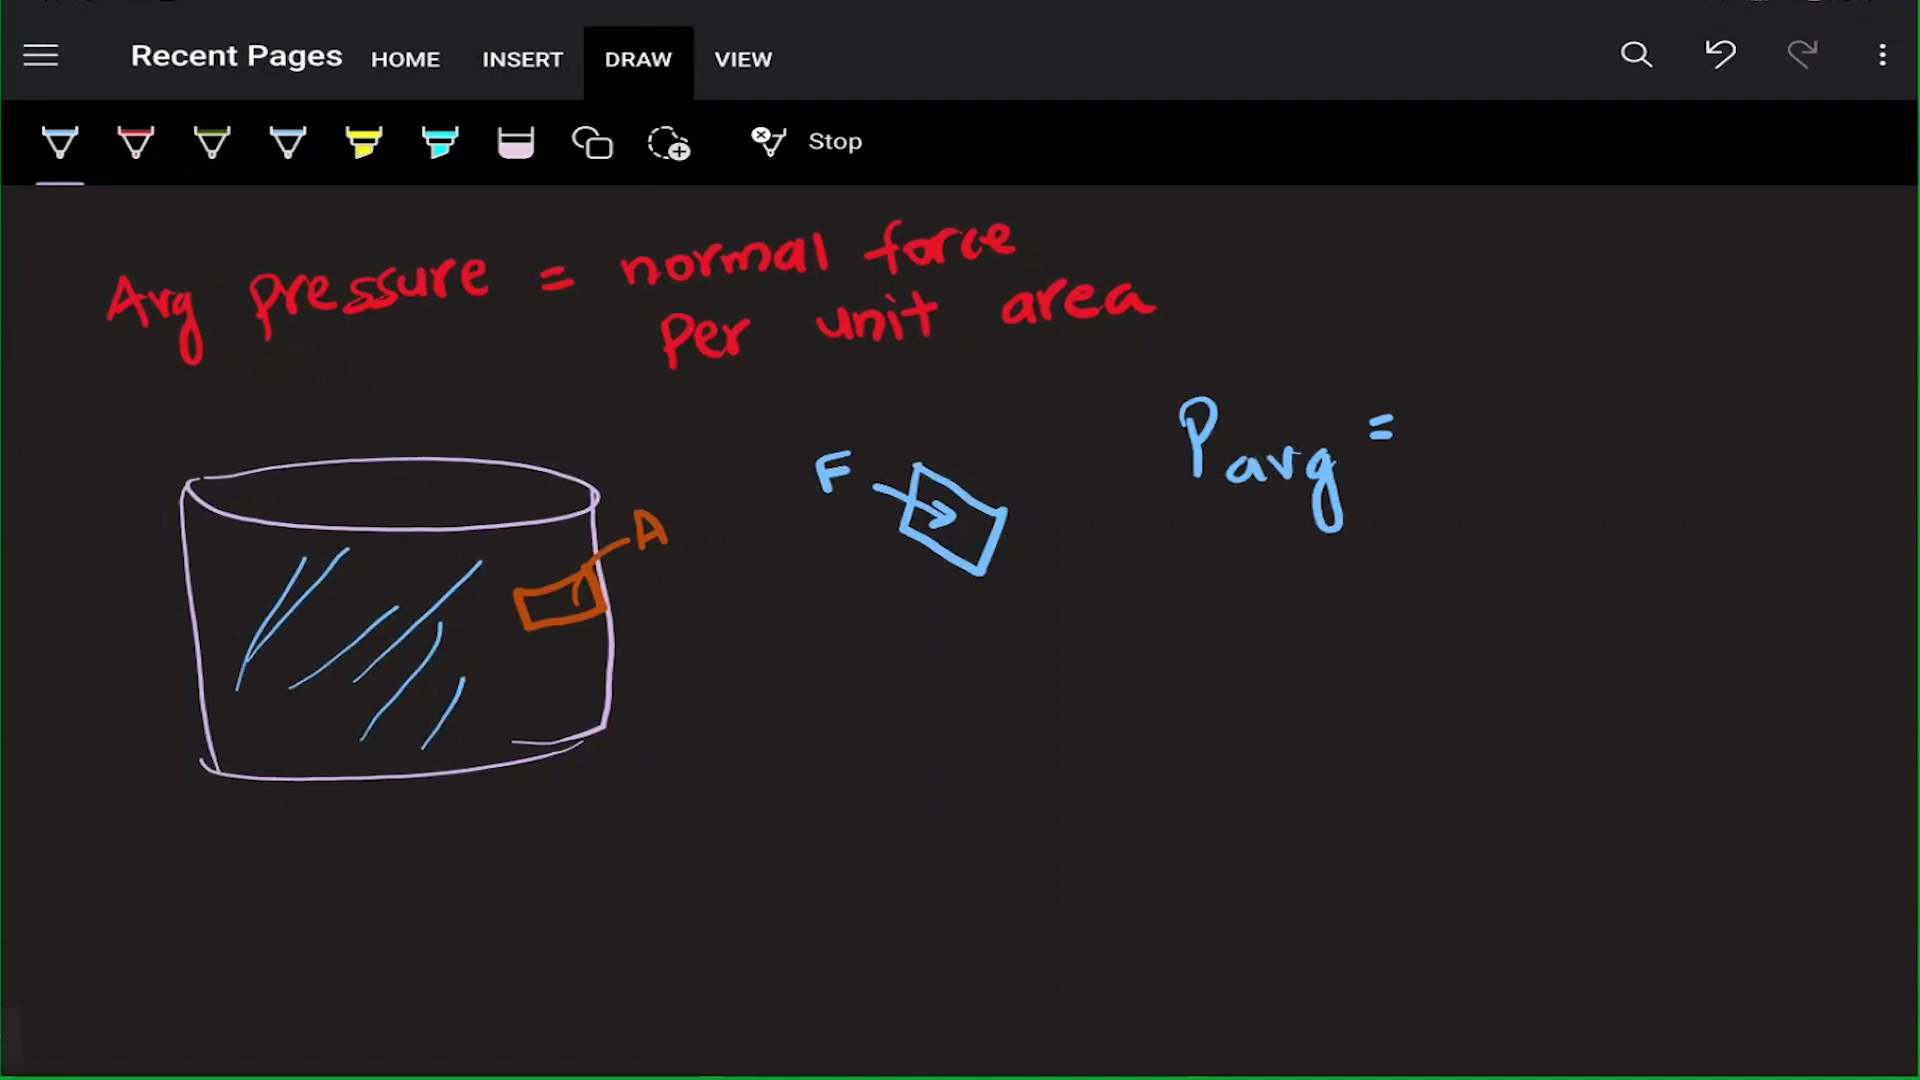 Recent Pages HOME INSERT DRAW VIEW
Stop
Avg pressure = normal force
per unit area
Pavg =
F
A